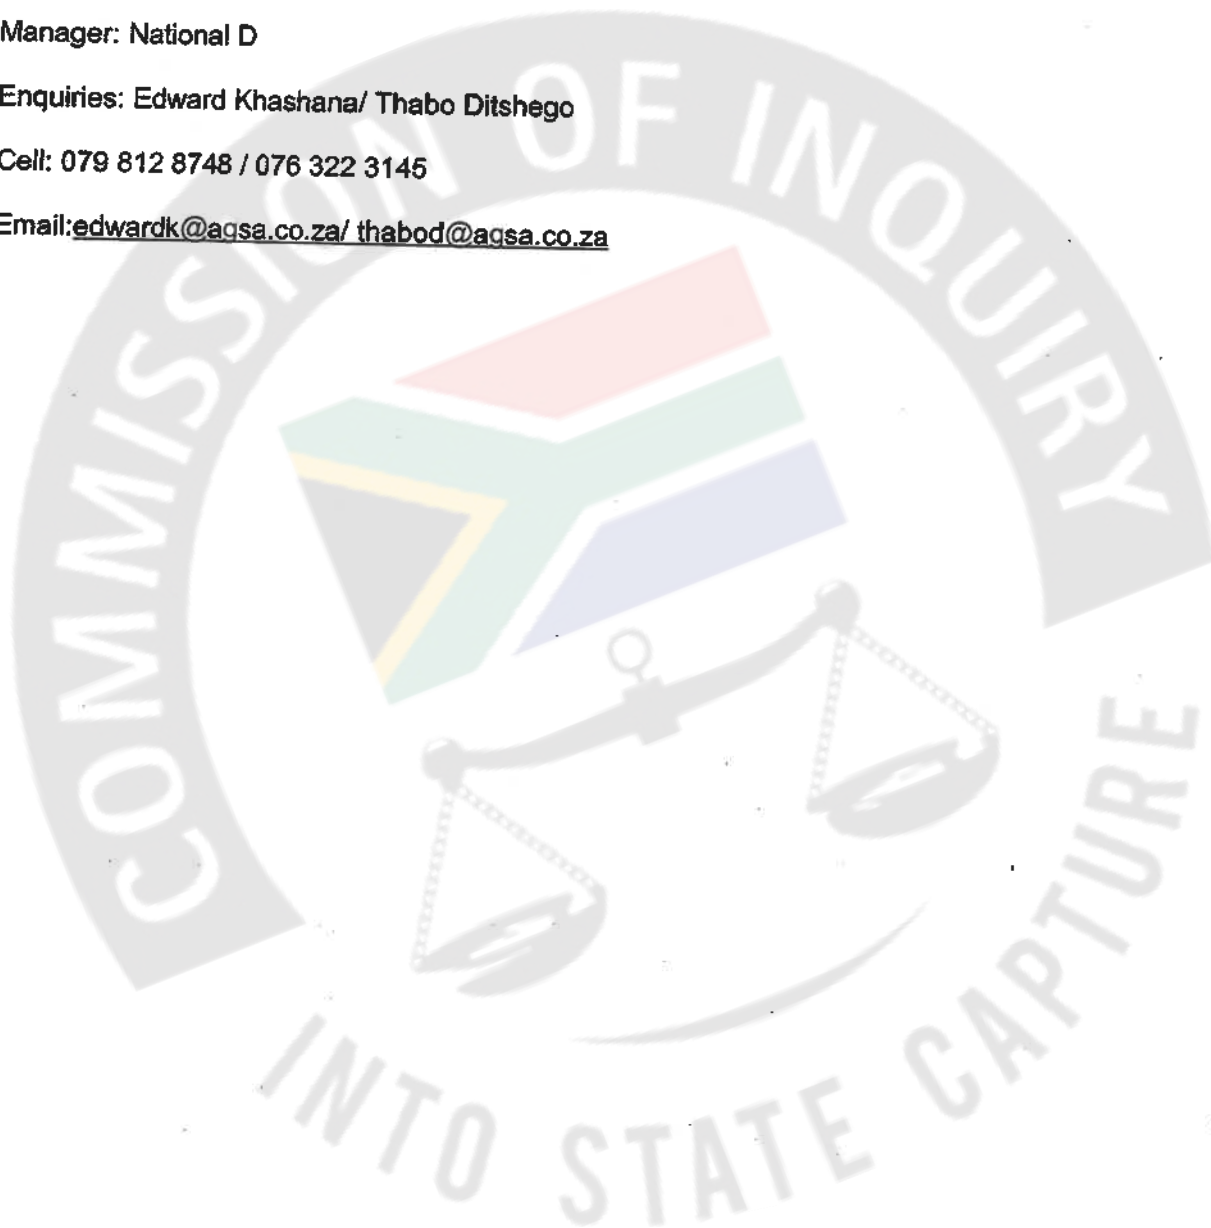 Manager: National D
Enquiries: Edward Khashana/ Thabo Ditshego
Cell: 079 812 8748 / 076 322 3145
Email:edwardk@agsa.co.za/ thabod@agsa.co.za
COMMISSION OF INQUIRY
INTO STATE CAPTURE